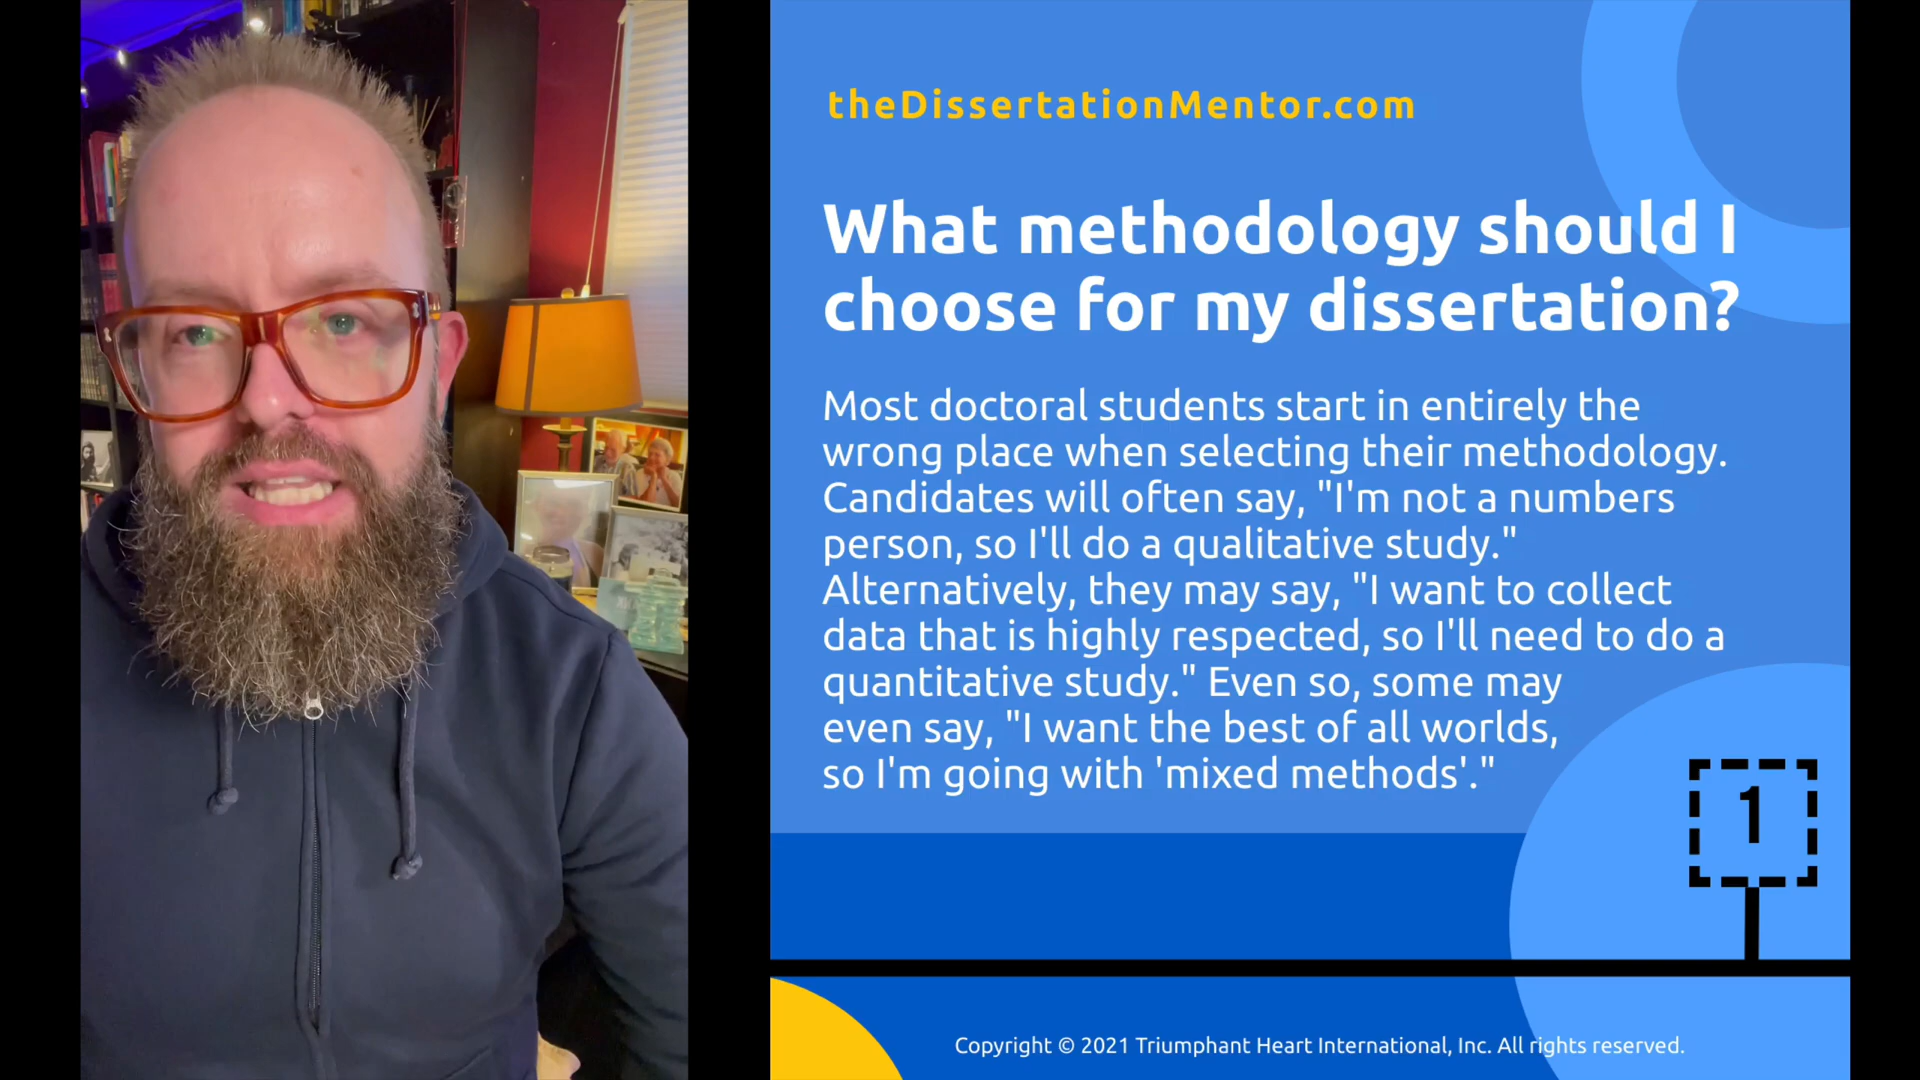 theDissertationMentor.com
What methodology should I
choose for my dissertation?
Most doctoral students start in entirely the
wrong place when selecting their methodology.
Candidates will often say, "I'm not a numbers
person, so I'll do a qualitative study."
Alternatively, they may say, "I want to collect
data that is highly respected, so I'll need to do a
quantitative study." Even so, some may
even say, "I want the best of all worlds,
so I'm going with 'mixed methods'."
1
Copyright © 2021 Triumphant Heart International, Inc. All rights reserved.